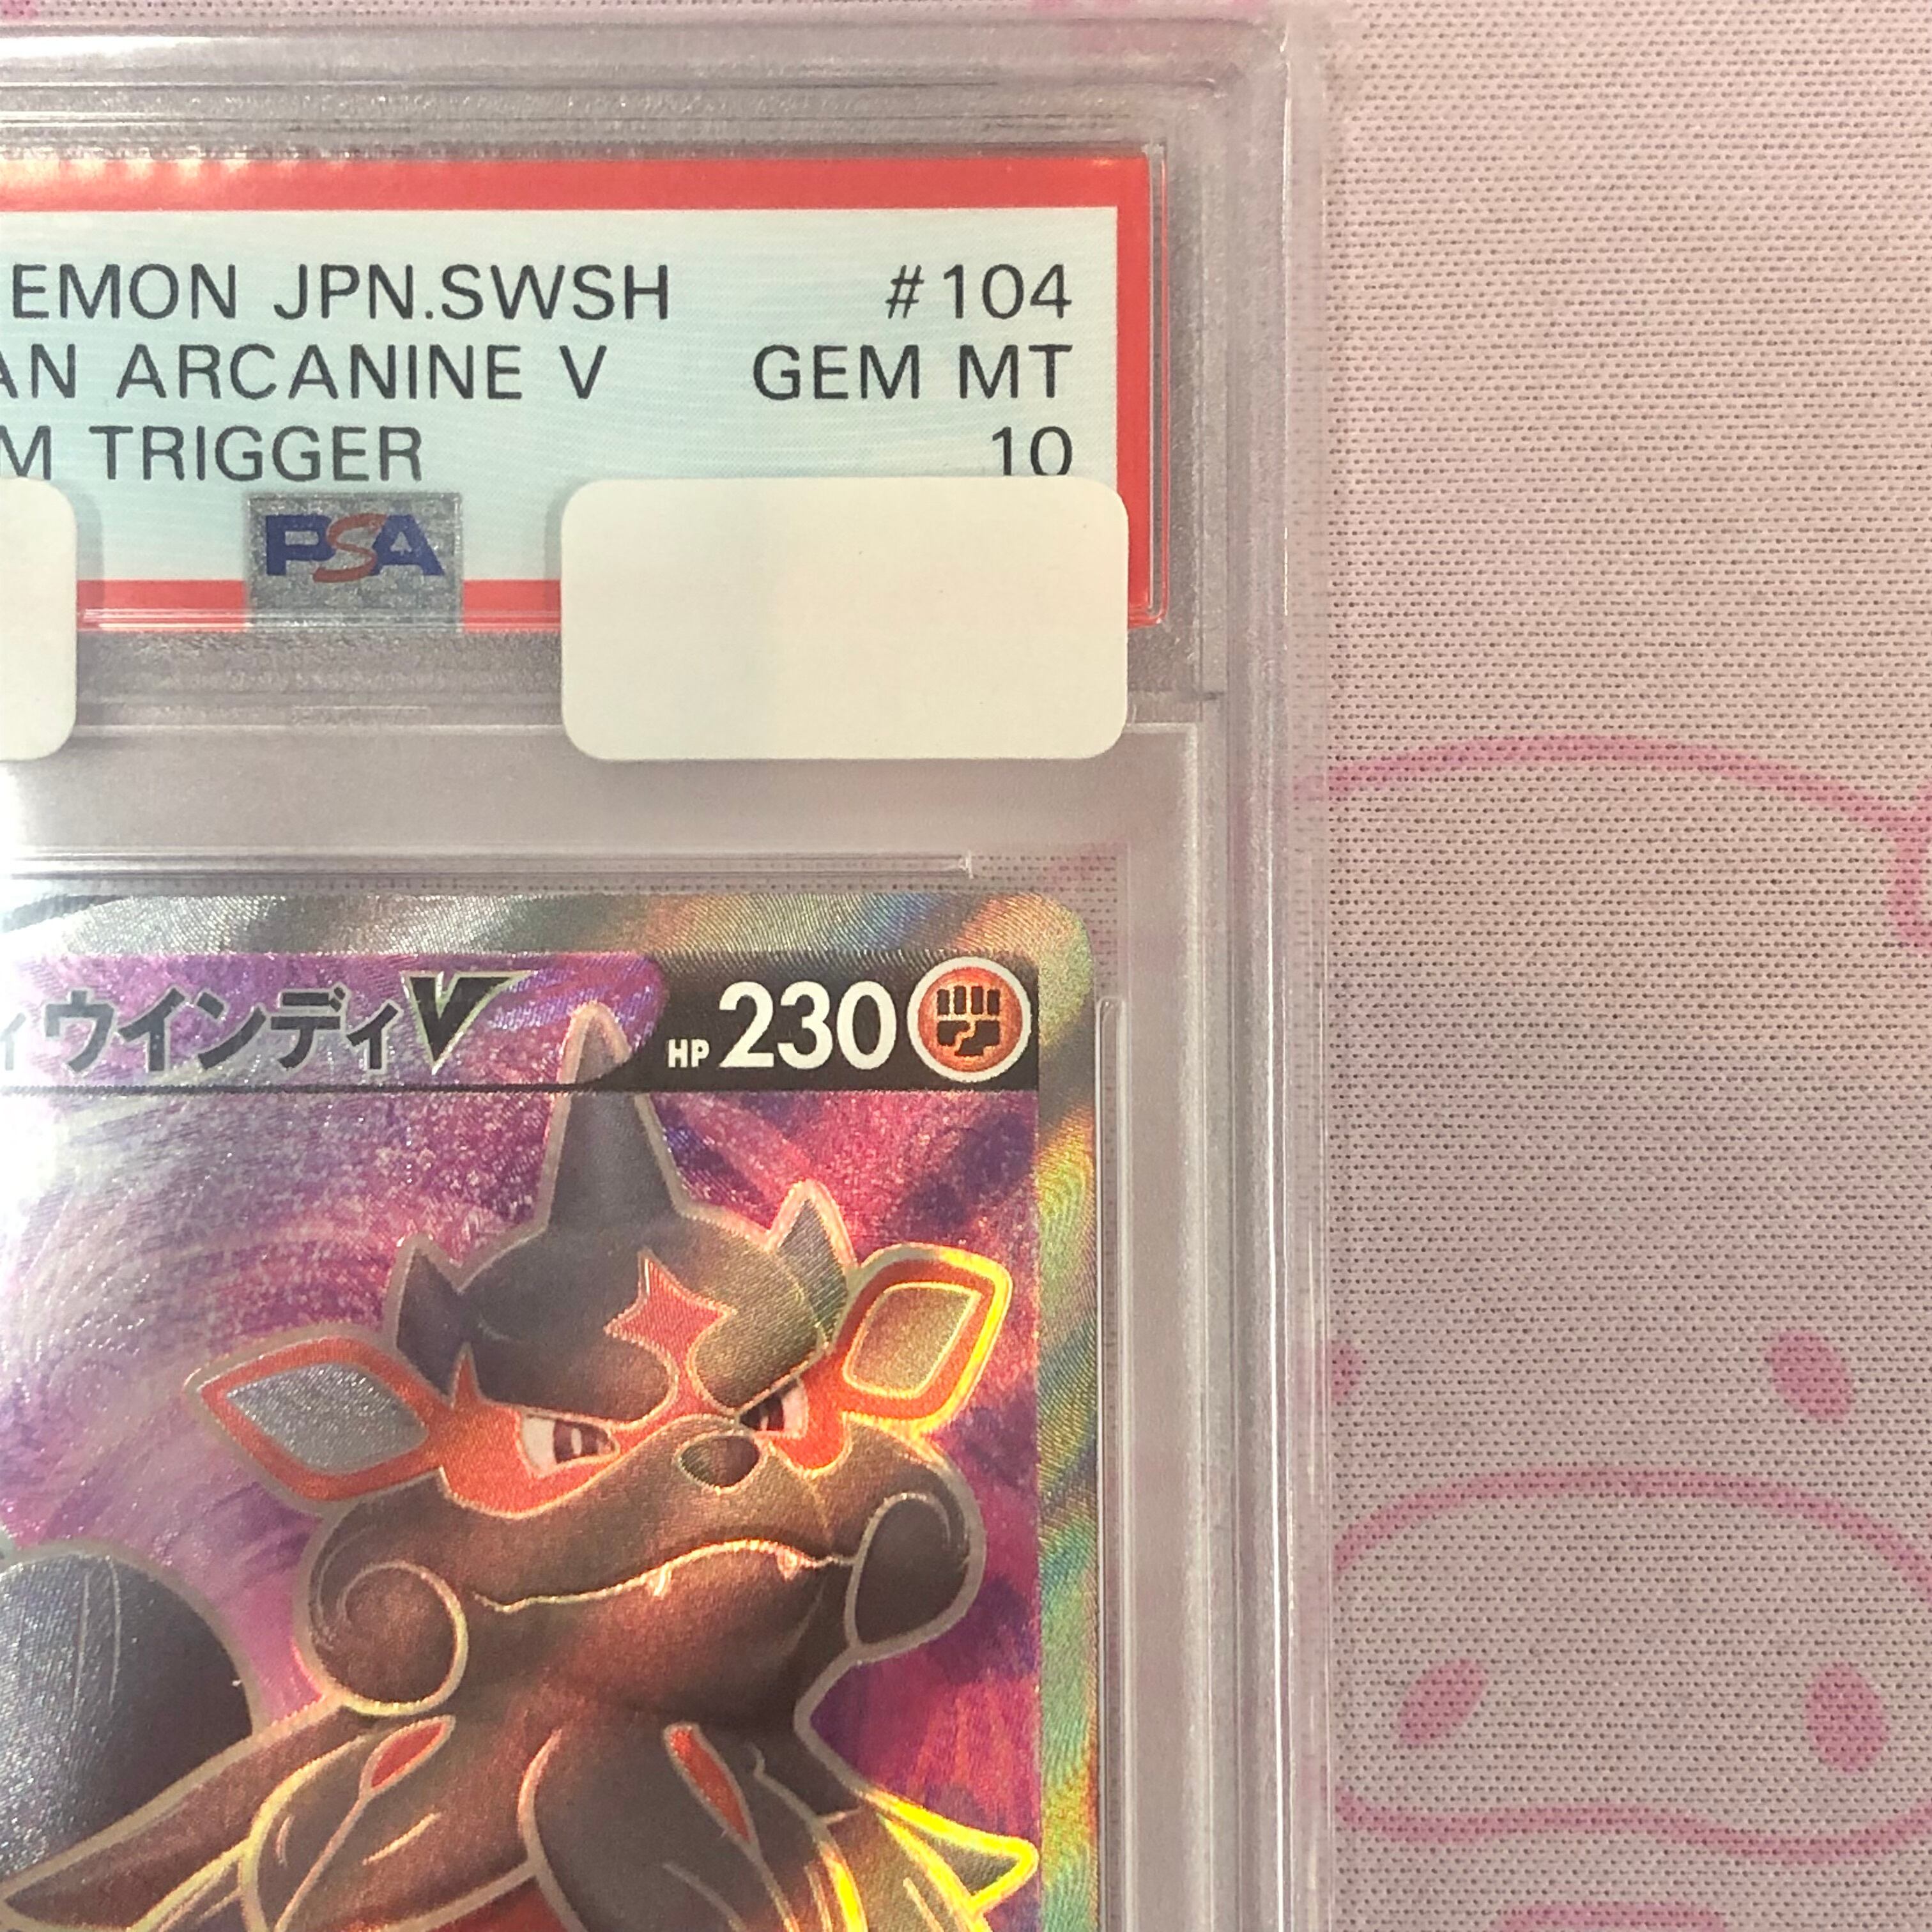 EMON JPN.SWSH #104
AN ARCANINE V GEM MT
M TRIGGER 10
PSA
ィウインディV HP 230